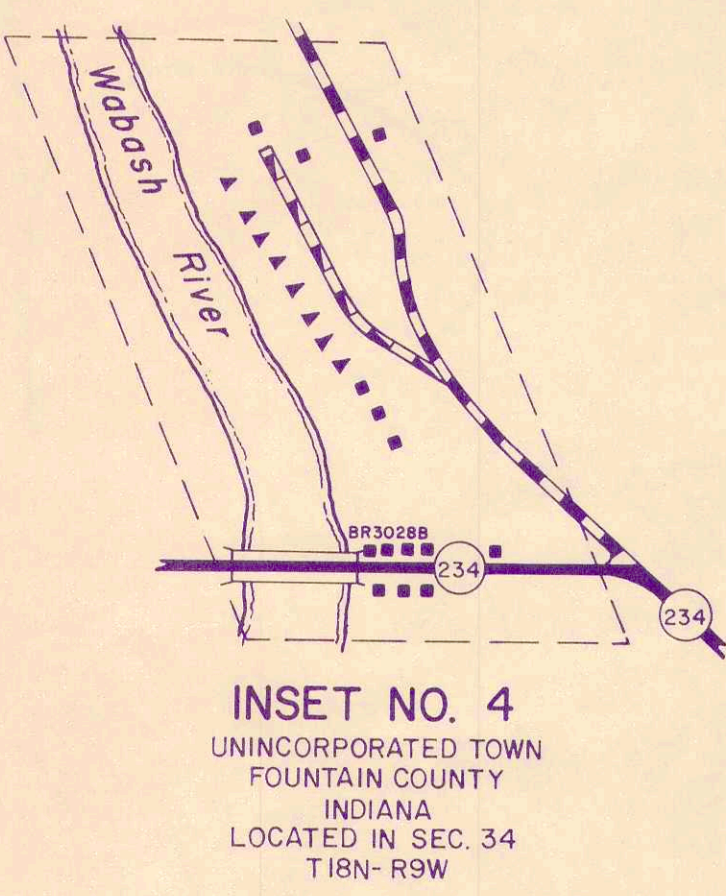 Wabash
River
BR3028B
234
234
INSET NO. 4
UNINCORPORATED TOWN
FOUNTAIN COUNTY
INDIANA
LOCATED IN SEC. 34
T18N-R9W